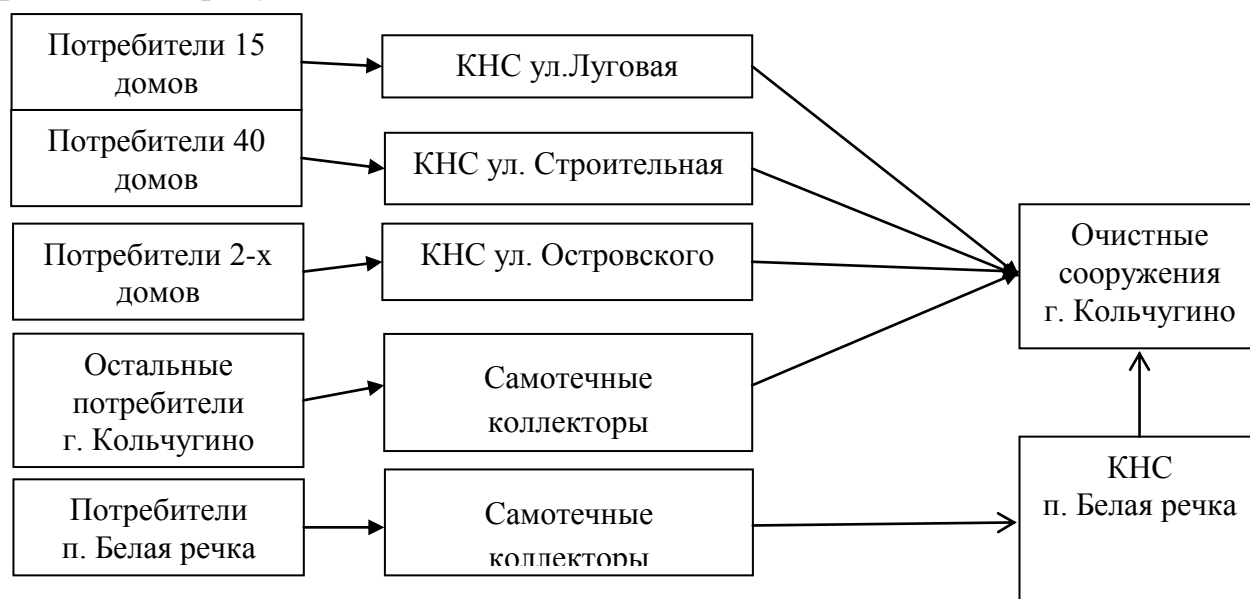 Потребители 15
домов
КНС ул.Луговая
Потребители 40
домов
КНС ул. Строительная
Потребители 2-х
домов
КНС ул. Островского
Очистные
сооружения
г. Кольчугино
Остальные
потребители
г. Кольчугино
Самотечные
коллекторы
Потребители
п. Белая речка
Самотечные
коллекторы
КНС
п. Белая речка